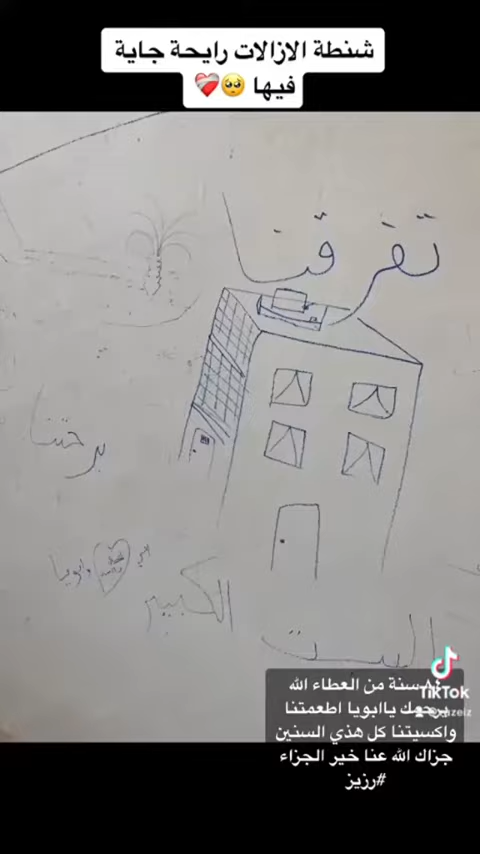 شنطة الازالات رايحة جاية
فيها 🥺❤️‍🩹
تفرقنا
برحتنا
البيت
الكبير
سنة من العطاء الله
يرحمك ياابويا اطعمتنا
واكسيتنا كل هذي السنين
جزاك الله عنا خير الجزاء
#رزيز
TikTok